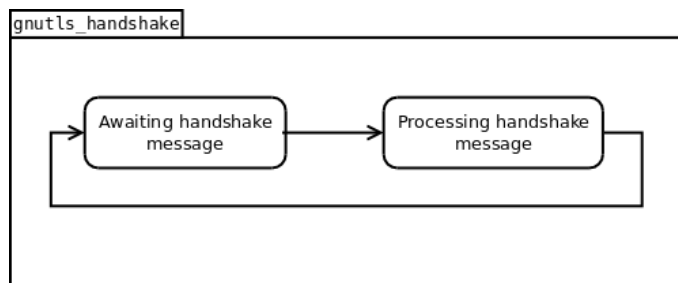 gnutls_handshake
Awaiting handshake
message
Processing handshake
message